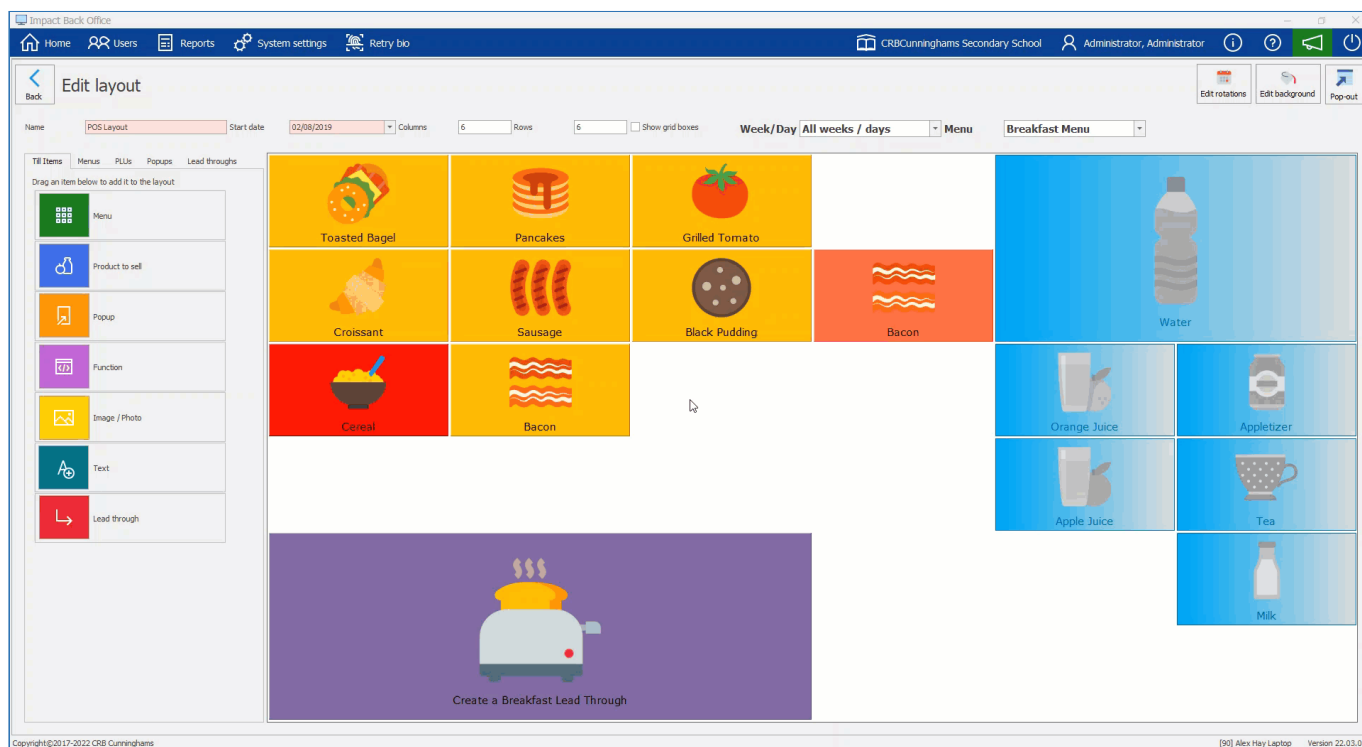 Impact Back Office
Home Users Reports System settings Retry bio CRBCunninghams Secondary School Administrator, Administrator
Back Edit layout Edit rotations Edit background Pop-out
Name POS Layout Start date 02/08/2019 Columns 6 Rows 6 Show grid boxes Week/Day All weeks / days Menu Breakfast Menu
Till Items Menus PLUs Popups Lead throughs
Drag an item below to add it to the layout
Menu
Product to sell
Popup
Function
Image / Photo
Text
Lead through
Toasted Bagel Pancakes Grilled Tomato
Water
Croissant Sausage Black Pudding Bacon
Cereal Bacon Orange Juice Appletizer
Apple Juice Tea
Milk
Create a Breakfast Lead Through
Copyright©2017-2022 CRB Cunninghams [90] Alex Hay Laptop Version 22.03.0